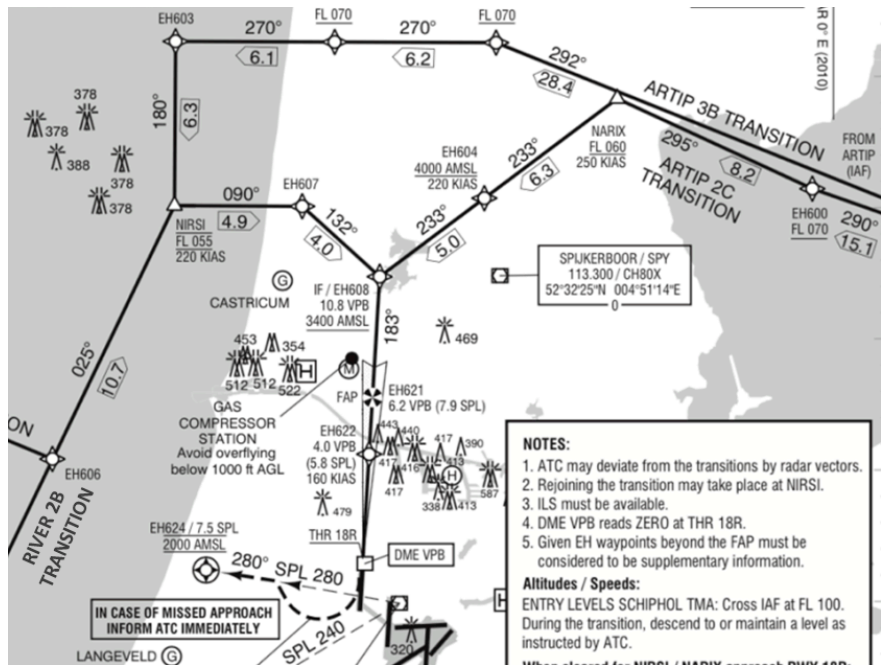 EH603
270°
6.1
FL 070
270°
6.2
FL 070
292°
28.4
AR 0° E (2010)
ARTIP 3B TRANSITION
FROM
ARTIP
(IAF)
295°
8.2
ARTIP 2C
TRANSITION
NARIX
FL 060
250 KIAS
EH600
FL 070
290°
15.1
378
378
388
378
378
180°
6.3
EH604
4000 AMSL
220 KIAS
233°
6.3
233°
5.0
090°
4.9
EH607
132°
4.0
NIRSI
FL 055
220 KIAS
G
CASTRICUM
IF / EH608
10.8 VPB
3400 AMSL
183°
SPIJKERBOOR / SPY
113.300 / CH80X
52°32'25"N 004°51'14"E
0
469
025°
10.7
453
354
512
512
522
H
M
GAS
COMPRESSOR
STATION
Avoid overflying
below 1000 ft AGL
FAP
EH621
6.2 VPB (7.9 SPL)
EH622
4.0 VPB
(5.8 SPL)
160 KIAS
443
440
417
390
417
416
413
417
H
338
413
587
479
ON
EH606
RIVER 2B
TRANSITION
EH624 / 7.5 SPL
2000 AMSL
THR 18R
DME VPB
280°
SPL 280
SPL 240
IN CASE OF MISSED APPROACH
INFORM ATC IMMEDIATELY
LANGEVELD
G
320
H
NOTES:
1. ATC may deviate from the transitions by radar vectors.
2. Rejoining the transition may take place at NIRSI.
3. ILS must be available.
4. DME VPB reads ZERO at THR 18R.
5. Given EH waypoints beyond the FAP must be
considered to be supplementary information.
Altitudes / Speeds:
ENTRY LEVELS SCHIPHOL TMA: Cross IAF at FL 100.
During the transition, descend to or maintain a level as
instructed by ATC.
When cleared for NIRSI / NARIX approach RWY 18R: